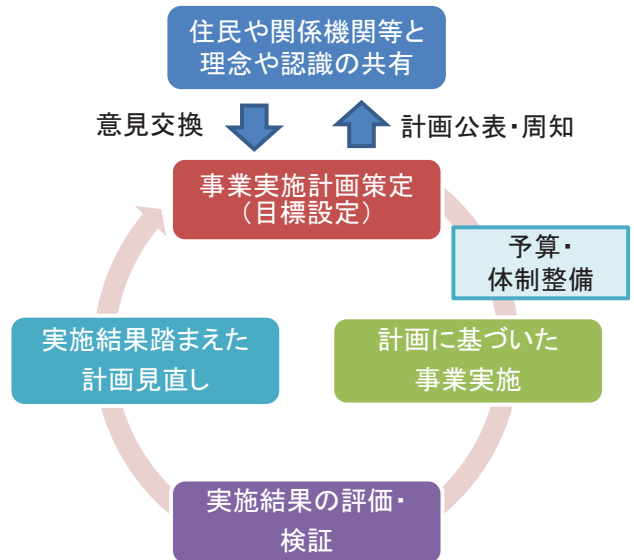 住民や関係機関等と
理念や認識の共有
意見交換
計画公表・周知
事業実施計画策定
（目標設定）
予算・
体制整備
実施結果踏まえた
計画見直し
計画に基づいた
事業実施
実施結果の評価・
検証